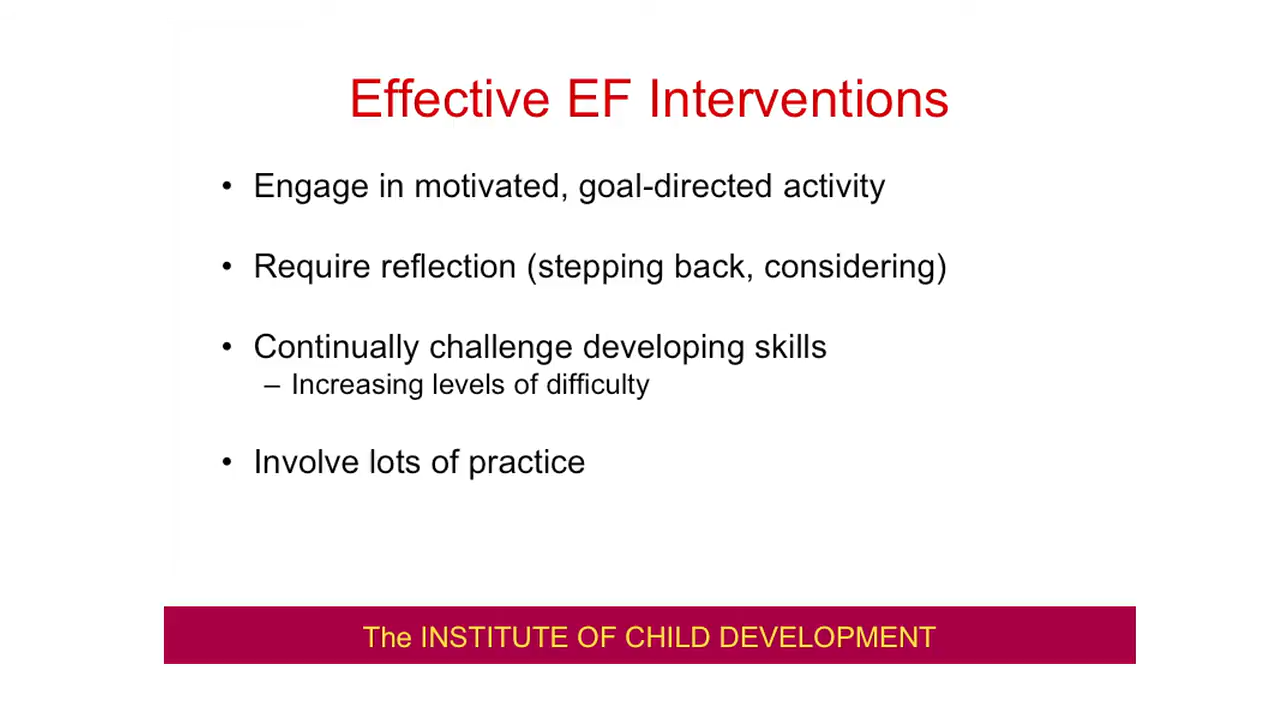 Effective EF Interventions
• Engage in motivated, goal-directed activity
• Require reflection (stepping back, considering)
• Continually challenge developing skills
– Increasing levels of difficulty
• Involve lots of practice
The INSTITUTE OF CHILD DEVELOPMENT